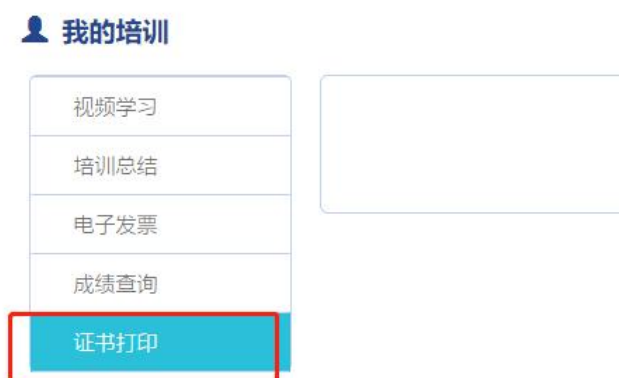 我的培训
视频学习
培训总结
电子发票
成绩查询
证书打印